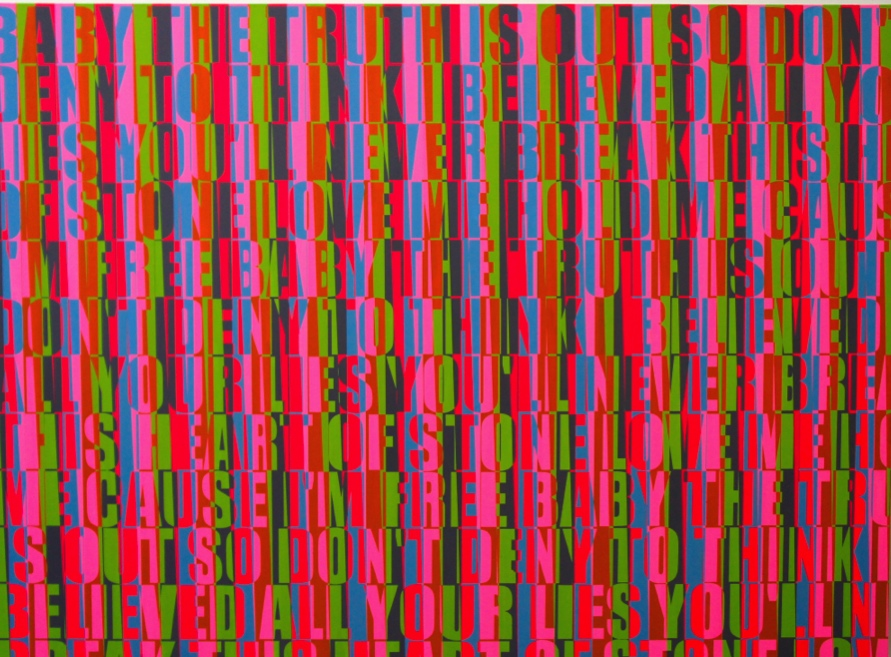 BABY THE TRUTH IS OUT SO DON'T
DENY TO THINK I BELIEVED ALL YO
LIES YOU'LL NEVER BREAK THIS H
OF STONE LOVE ME HOLD ME CAUS
I'M FREE BABY THE TRUTH IS OUT
DON'T DENY TO THINK I BELIEVED
ALL YOUR LIES YOU'LL NEVER BREA
THIS HEART OF STONE LOVE ME HO
ME CAUSE I'M FREE BABY THE TRU
IS OUT SO DON'T DENY TO THINK I
BELIEVED ALL YOUR LIES YOU'LL N
BREAK THIS HEART OF STONE LO